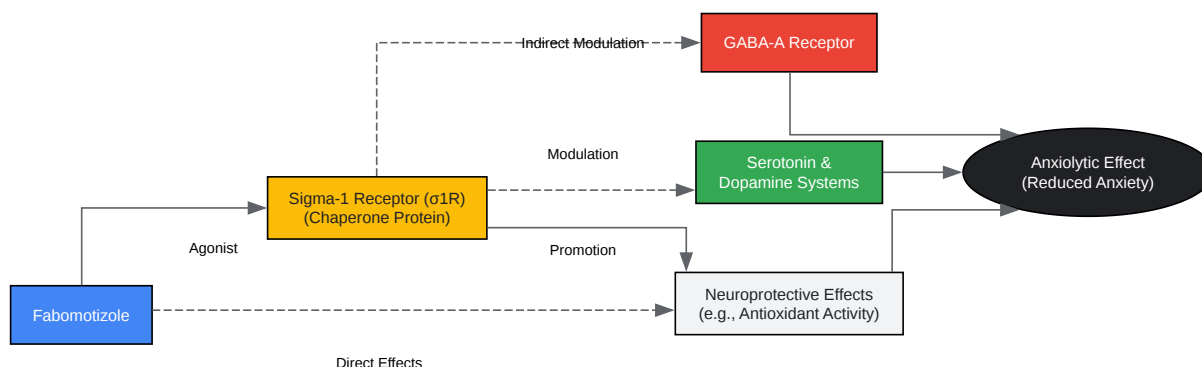 Indirect Modulation
GABA-A Receptor
Modulation
Serotonin &
Dopamine Systems
Anxiolytic Effect
(Reduced Anxiety)
Sigma-1 Receptor (σ1R)
(Chaperone Protein)
Agonist
Promotion
Fabomotizole
Neuroprotective Effects
(e.g., Antioxidant Activity)
Direct Effects